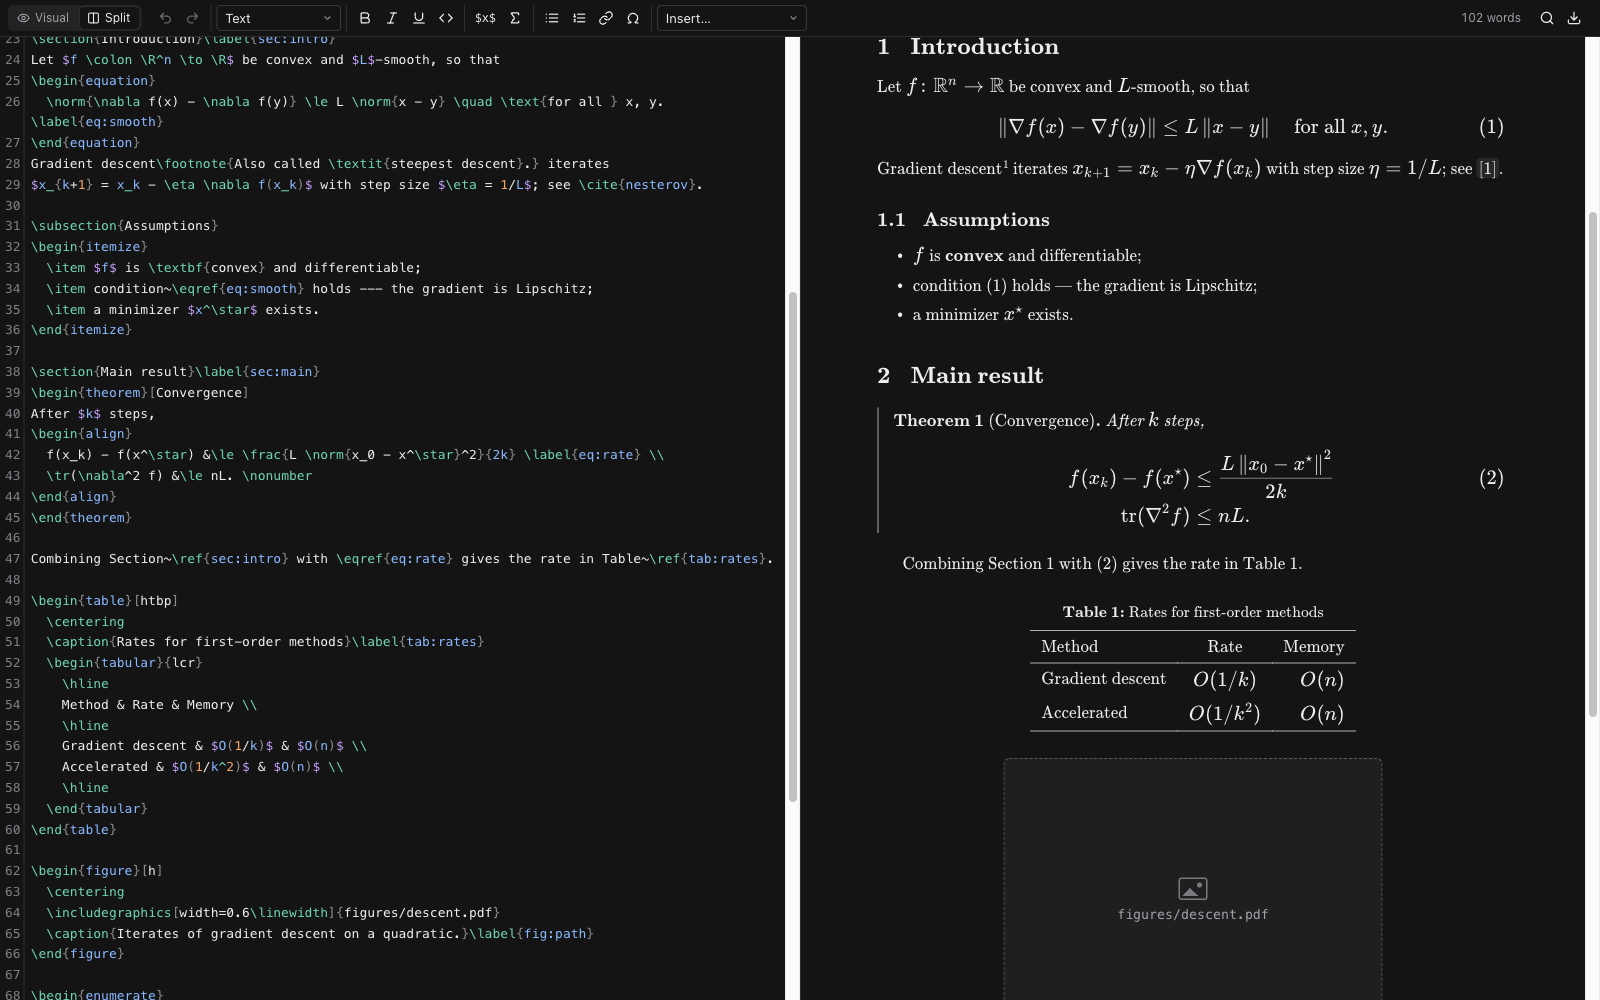 Visual Split Text B I U <> $x$ Σ Ω Insert... 102 words
23 \section{Introduction}\label{sec:intro}
24 Let $f \colon \R^n \to \R$ be convex and $L$-smooth, so that
25 \begin{equation}
26   \norm{\nabla f(x) - \nabla f(y)} \le L \norm{x - y} \quad \text{for all } x, y.
\label{eq:smooth}
27 \end{equation}
28 Gradient descent\footnote{Also called \textit{steepest descent}.} iterates
29 $x_{k+1} = x_k - \eta \nabla f(x_k)$ with step size $\eta = 1/L$; see \cite{nesterov}.
30
31 \subsection{Assumptions}
32 \begin{itemize}
33   \item $f$ is \textbf{convex} and differentiable;
34   \item condition~\eqref{eq:smooth} holds --- the gradient is Lipschitz;
35   \item a minimizer $x^\star$ exists.
36 \end{itemize}
37
38 \section{Main result}\label{sec:main}
39 \begin{theorem}[Convergence]
40 After $k$ steps,
41 \begin{align}
42   f(x_k) - f(x^\star) &\le \frac{L \norm{x_0 - x^\star}^2}{2k} \label{eq:rate} \\
43   \tr(\nabla^2 f) &\le nL. \nonumber
44 \end{align}
45 \end{theorem}
46
47 Combining Section~\ref{sec:intro} with \eqref{eq:rate} gives the rate in Table~\ref{tab:rates}.
48
49 \begin{table}[htbp]
50   \centering
51   \caption{Rates for first-order methods}\label{tab:rates}
52   \begin{tabular}{lcr}
53     \hline
54     Method & Rate & Memory \\
55     \hline
56     Gradient descent & $O(1/k)$ & $O(n)$ \\
57     Accelerated & $O(1/k^2)$ & $O(n)$ \\
58     \hline
59   \end{tabular}
60 \end{table}
61
62 \begin{figure}[h]
63   \centering
64   \includegraphics[width=0.6\linewidth]{figures/descent.pdf}
65   \caption{Iterates of gradient descent on a quadratic.}\label{fig:path}
66 \end{figure}
67
68 \begin{enumerate}
1 Introduction
Let f : ℝⁿ → ℝ be convex and L-smooth, so that
‖∇f(x) − ∇f(y)‖ ≤ L ‖x − y‖ for all x, y. (1)
Gradient descent¹ iterates xₖ₊₁ = xₖ − η∇f(xₖ) with step size η = 1/L; see [1].
1.1 Assumptions
• f is convex and differentiable;
• condition (1) holds — the gradient is Lipschitz;
• a minimizer x⋆ exists.
2 Main result
Theorem 1 (Convergence). After k steps,
f(xₖ) − f(x⋆) ≤ L ‖x₀ − x⋆‖² / 2k (2)
tr(∇²f) ≤ nL.
Combining Section 1 with (2) gives the rate in Table 1.
Table 1: Rates for first-order methods
Method Rate Memory
Gradient descent O(1/k) O(n)
Accelerated O(1/k²) O(n)
figures/descent.pdf